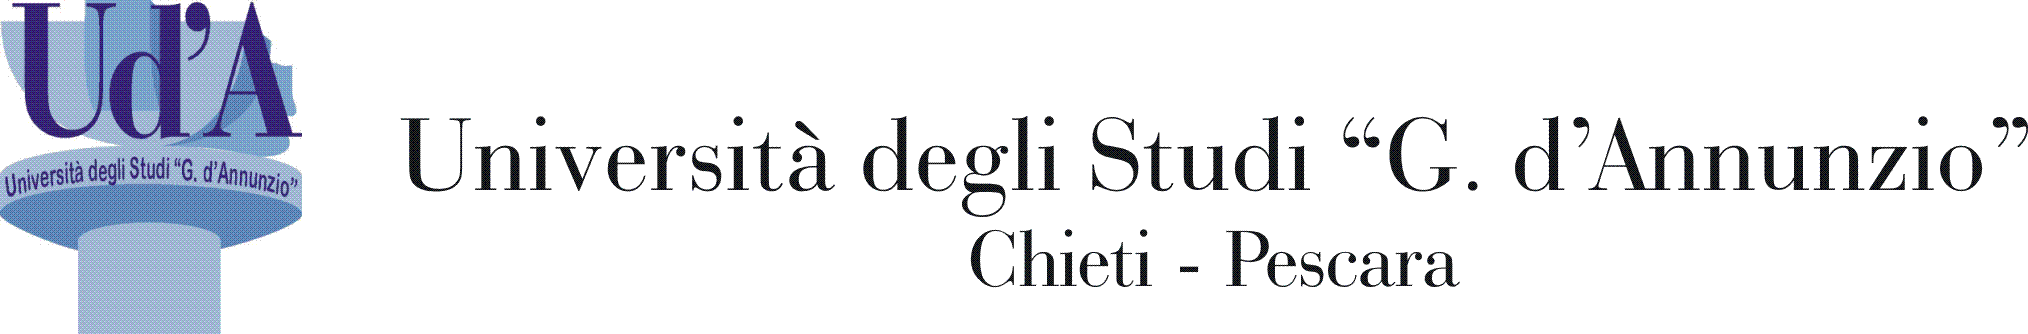 Ud'A
Università degli Studi "G. d'Annunzio"
Università degli Studi “G. d’Annunzio”
Chieti - Pescara